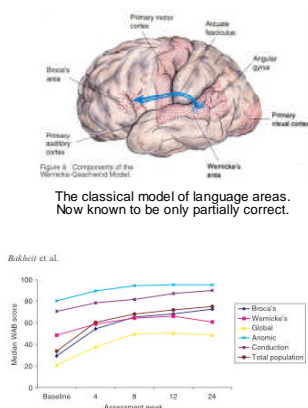 Primary motor
cortex
Arcuate
fasciculus
Angular
gyrus
Broca's
area
Primary
visual cortex
Primary
auditory
cortex
Wernicke's
area
Figure 8 Components of the
Wernicke-Geschwind Model.
The classical model of language areas.
Now known to be only partially correct.
Bakheit et al.
Median WAB score
100
80
60
40
20
0
Baseline 4 8 12 24
Assessment week
Broca's
Wernicke's
Global
Anomic
Conduction
Total population